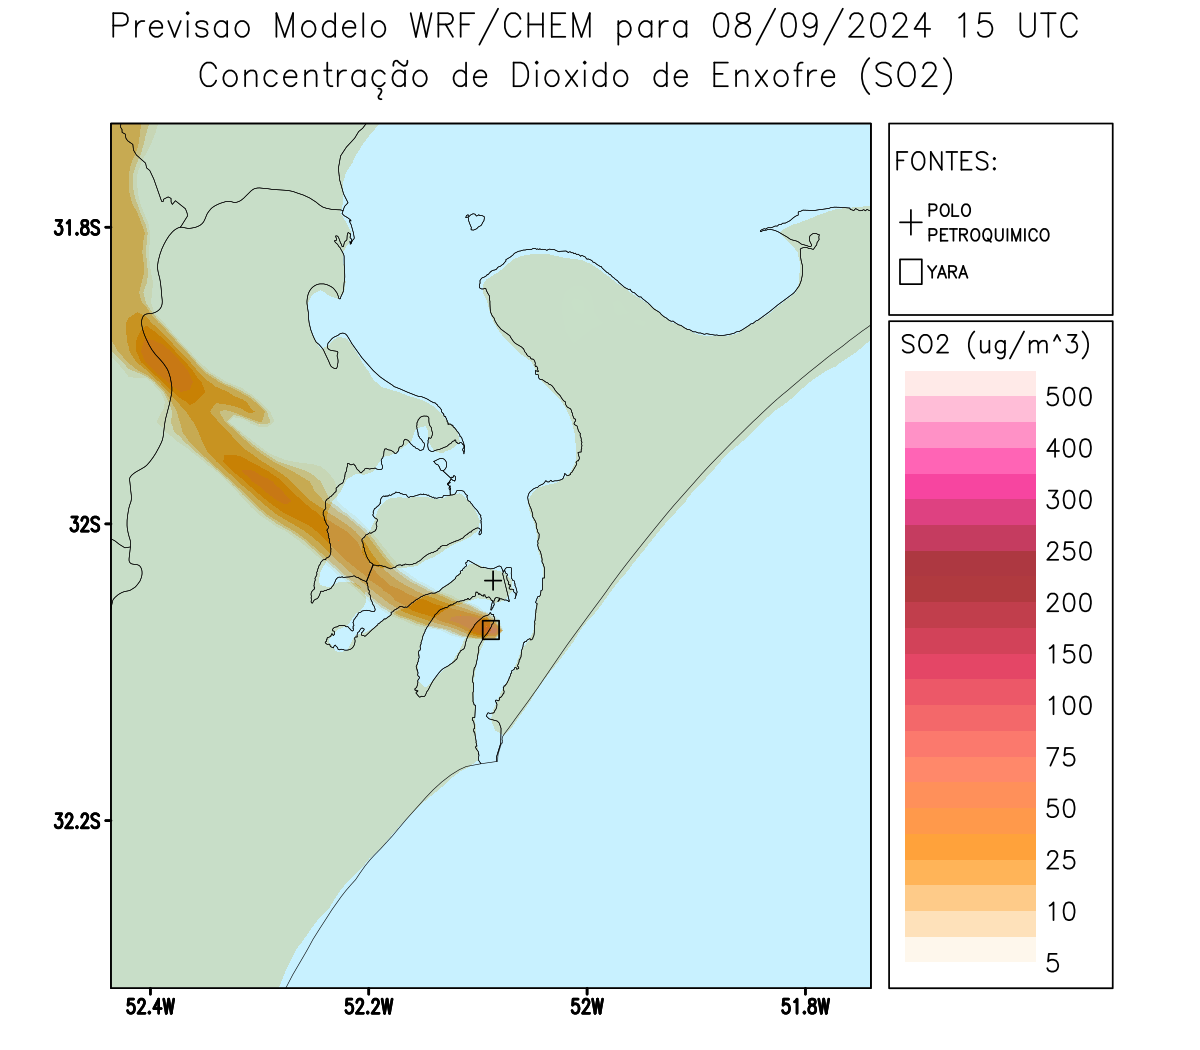 Previsao Modelo WRF/CHEM para 08/09/2024 15 UTC
Concentração de Dioxido de Enxofre (SO2)
FONTES:
POLO
PETROQUIMICO
YARA
SO2 (ug/m^3)
500
400
300
250
200
150
100
75
50
25
10
5
31.8S
32S
32.2S
52.4W
52.2W
52W
51.8W